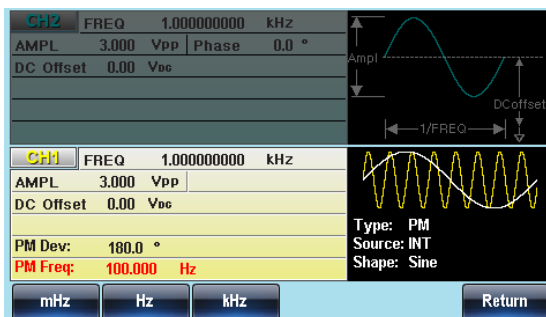 CH2 FREQ 1.000000000 kHz
AMPL 3.000 Vpp Phase 0.0 °
DC Offset 0.00 VDC
Ampl
DCoffset
1/FREQ
CH1 FREQ 1.000000000 kHz
AMPL 3.000 Vpp
DC Offset 0.00 VDC
PM Dev: 180.0 °
PM Freq: 100.000 Hz
Type: PM
Source: INT
Shape: Sine
mHz Hz kHz Return